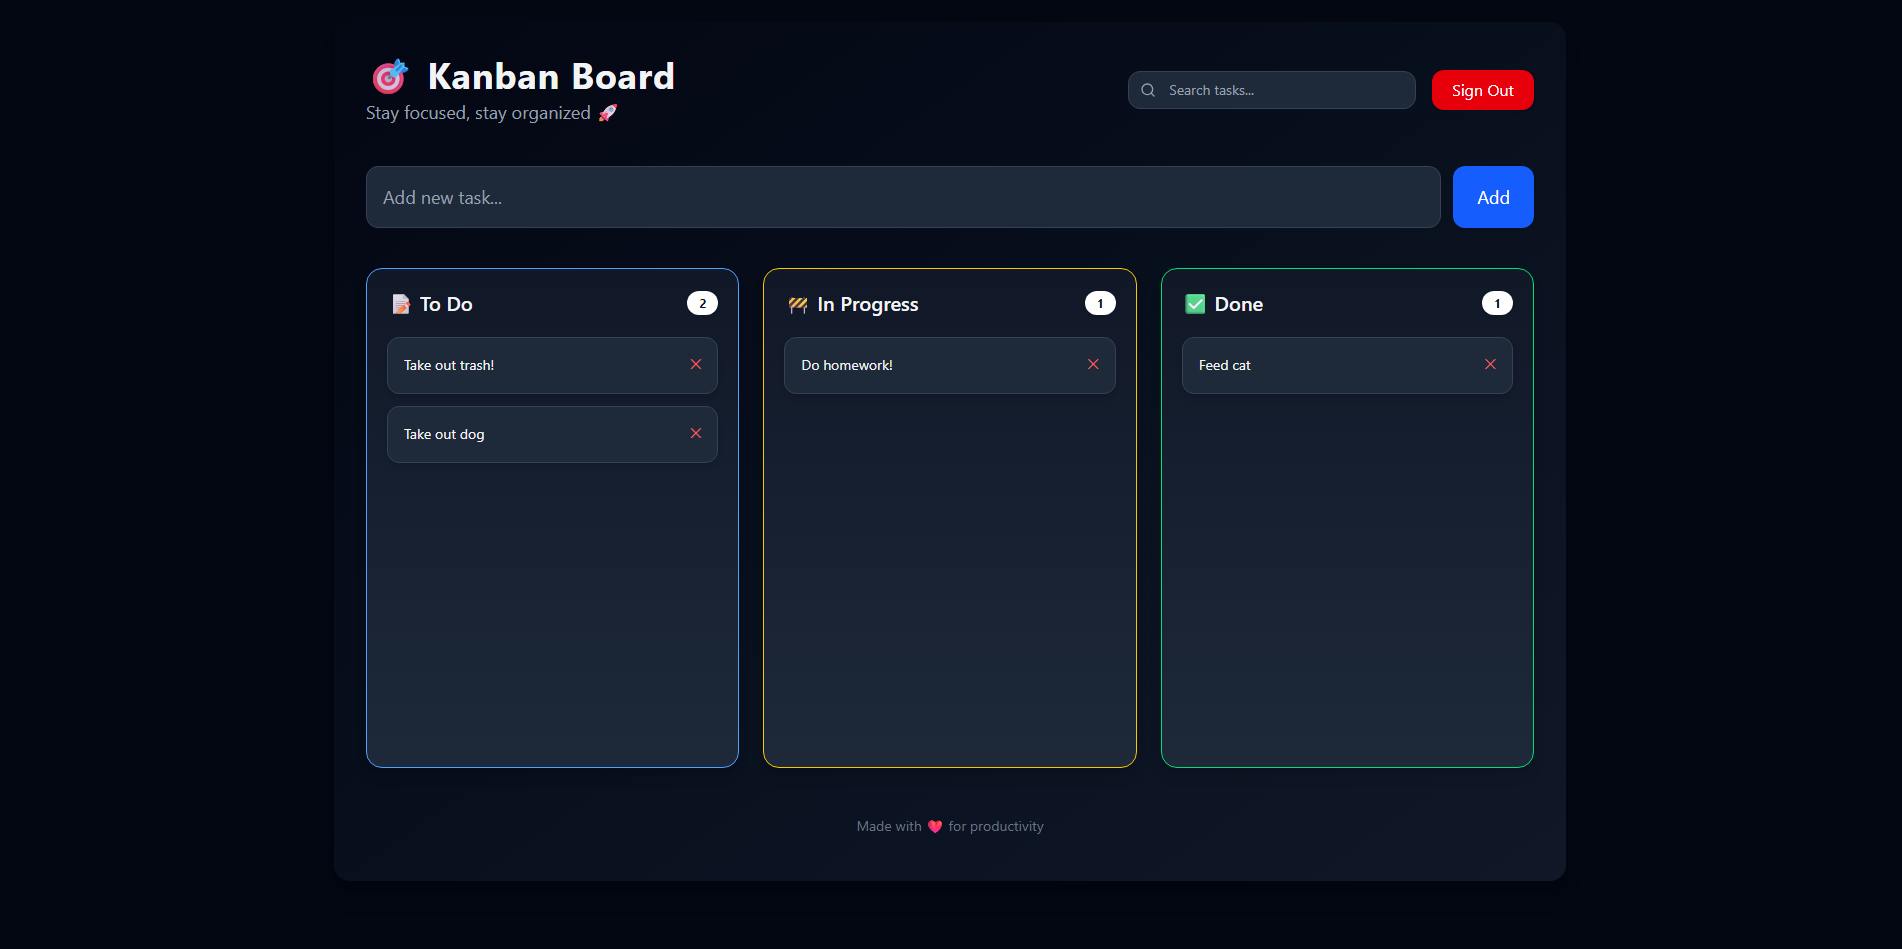 🎯 Kanban Board
Stay focused, stay organized 🚀
Search tasks...
Sign Out
Add new task...
Add
📝 To Do
2
Take out trash!
Take out dog
🚧 In Progress
1
Do homework!
✅ Done
1
Feed cat
Made with ❤️ for productivity